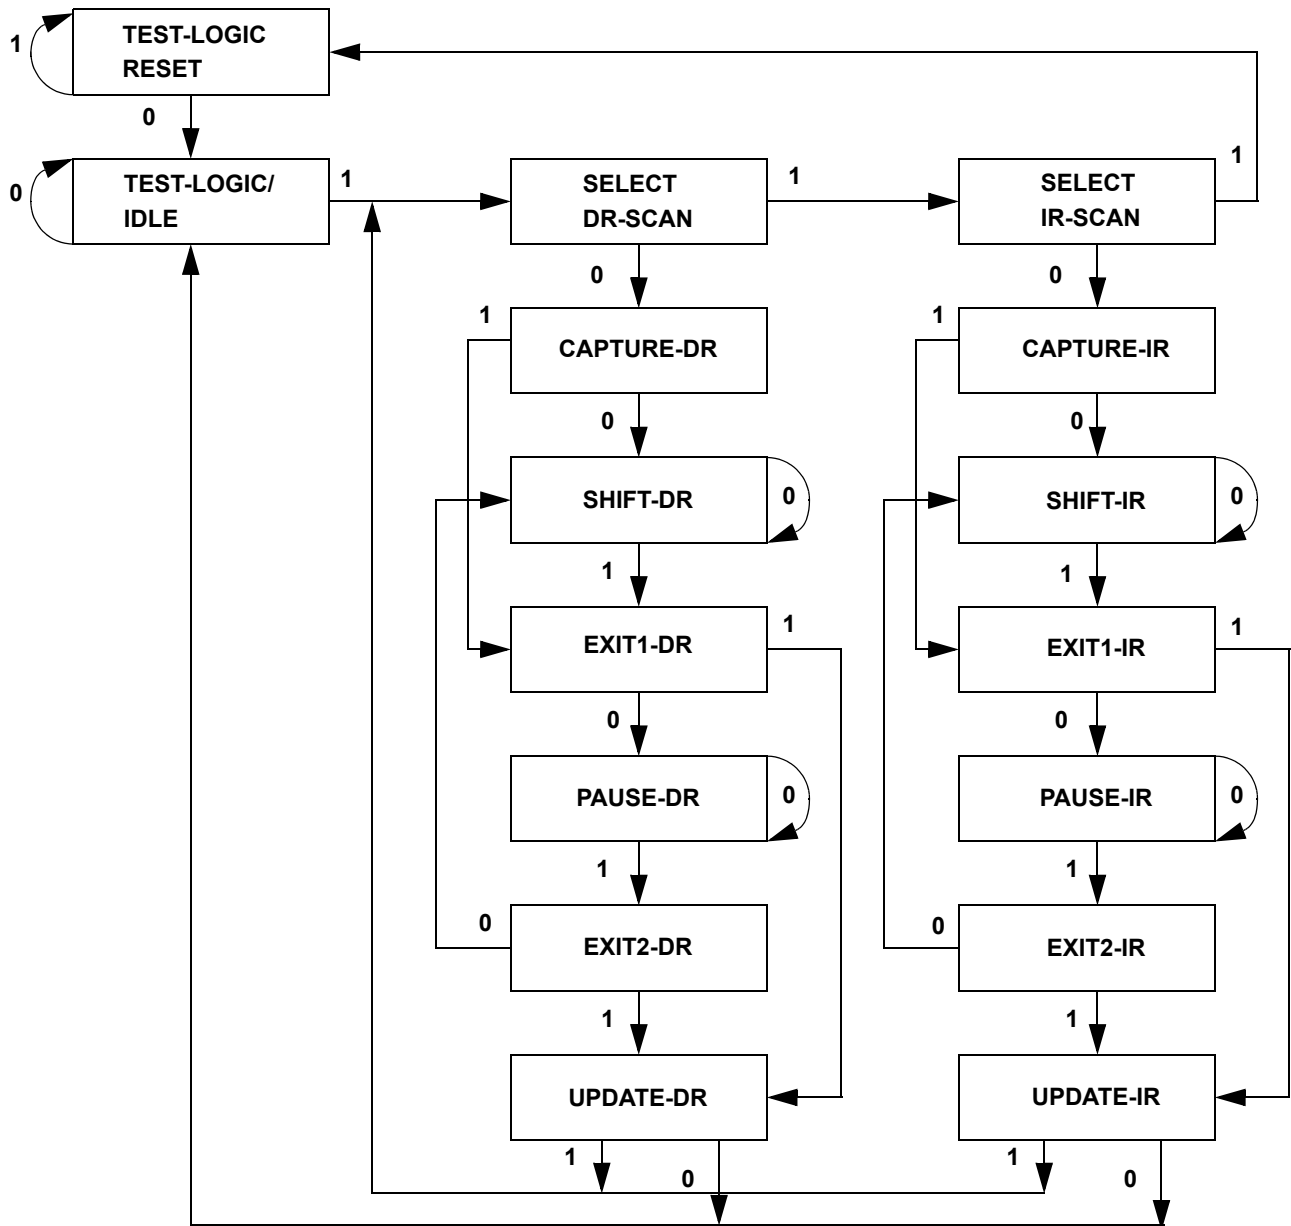 1
TEST-LOGIC
RESET
0
0
TEST-LOGIC/
IDLE
1
SELECT
DR-SCAN
1
SELECT
IR-SCAN
1
0
0
1
CAPTURE-DR
1
CAPTURE-IR
0
0
SHIFT-DR
0
SHIFT-IR
0
1
1
EXIT1-DR
1
EXIT1-IR
1
0
0
PAUSE-DR
0
PAUSE-IR
0
1
1
0
EXIT2-DR
0
EXIT2-IR
1
1
UPDATE-DR
UPDATE-IR
1
0
1
0